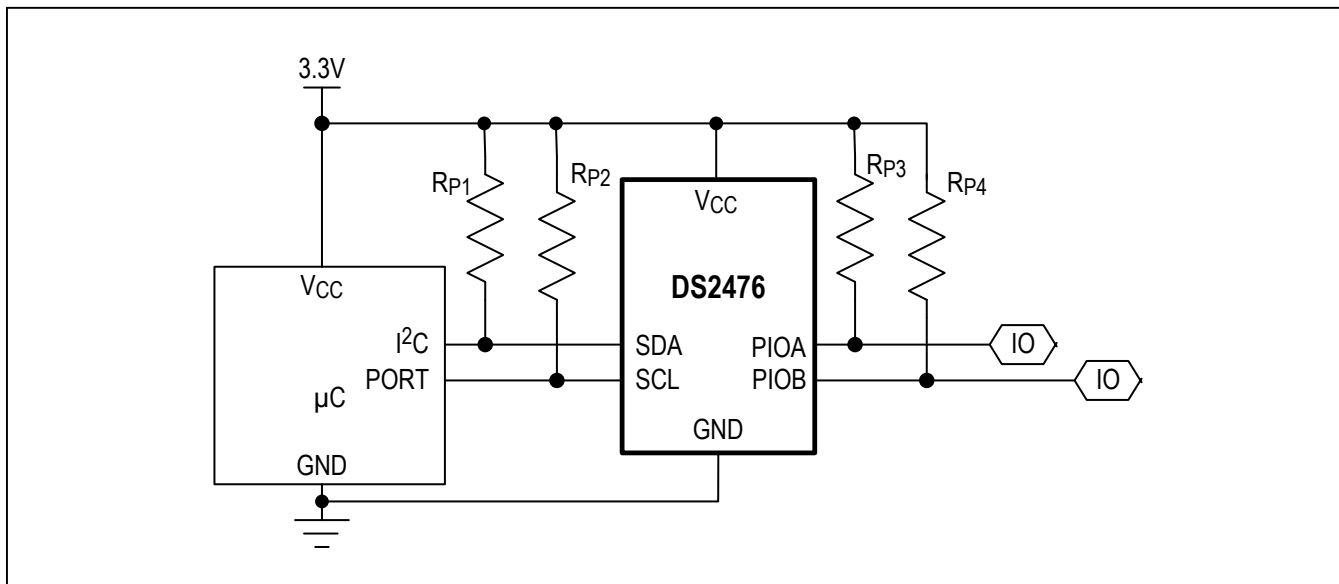 3.3V
RP1
RP2
RP3
RP4
VCC
DS2476
SDA
SCL
PIOA
PIOB
GND
VCC
I2C
PORT
µC
GND
IO
IO